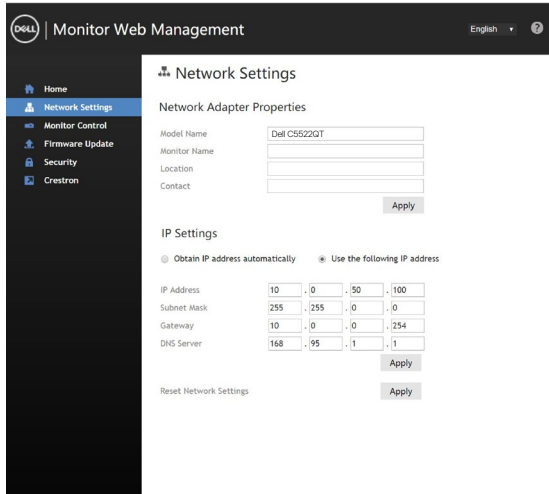 DELL | Monitor Web Management
English
?
Home
Network Settings
Monitor Control
Firmware Update
Security
Crestron
Network Settings
Network Adapter Properties
Model Name Dell C5522QT
Monitor Name
Location
Contact
Apply
IP Settings
Obtain IP address automatically Use the following IP address
IP Address 10 . 0 . 50 . 100
Subnet Mask 255 . 255 . 0 . 0
Gateway 10 . 0 . 0 . 254
DNS Server 168 . 95 . 1 . 1
Apply
Reset Network Settings Apply